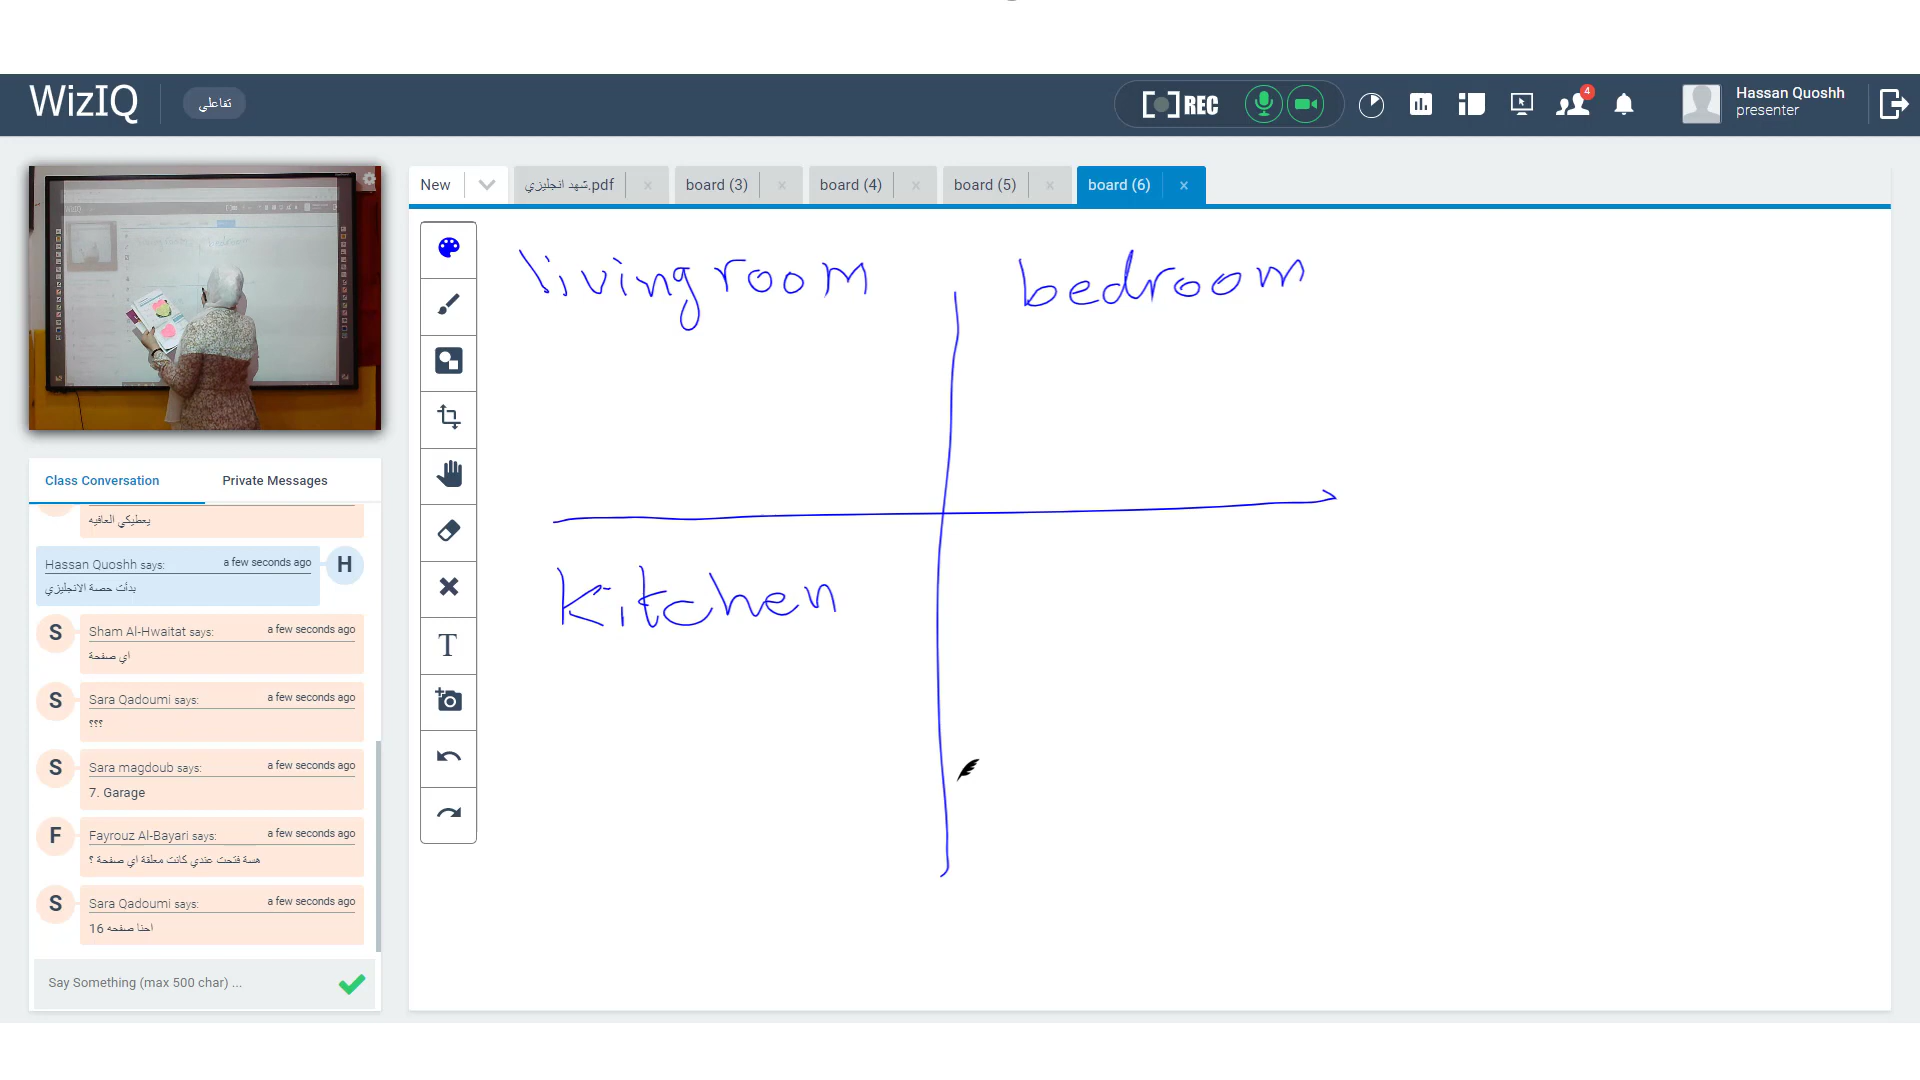 WizIQ
تفاعلي
REC
4
Hassan Quoshh
presenter
New
شهد انجليزي.pdf
board (3)
board (4)
board (5)
board (6)
livingroom
bedroom
kitchen
T
Class Conversation
Private Messages
يعطيكي العافيه
Hassan Quoshh says: a few seconds ago
H
بدأت حصة الانجليزي
S
Sham Al-Hwaitat says: a few seconds ago
اي صفحة
S
Sara Qadoumi says: a few seconds ago
؟؟؟
S
Sara magdoub says: a few seconds ago
7. Garage
F
Fayrouz Al-Bayari says: a few seconds ago
هسة فتحت عندي كانت معلقة اي صفحة ؟
S
Sara Qadoumi says: a few seconds ago
احنا صفحه 16
Say Something (max 500 char) ...